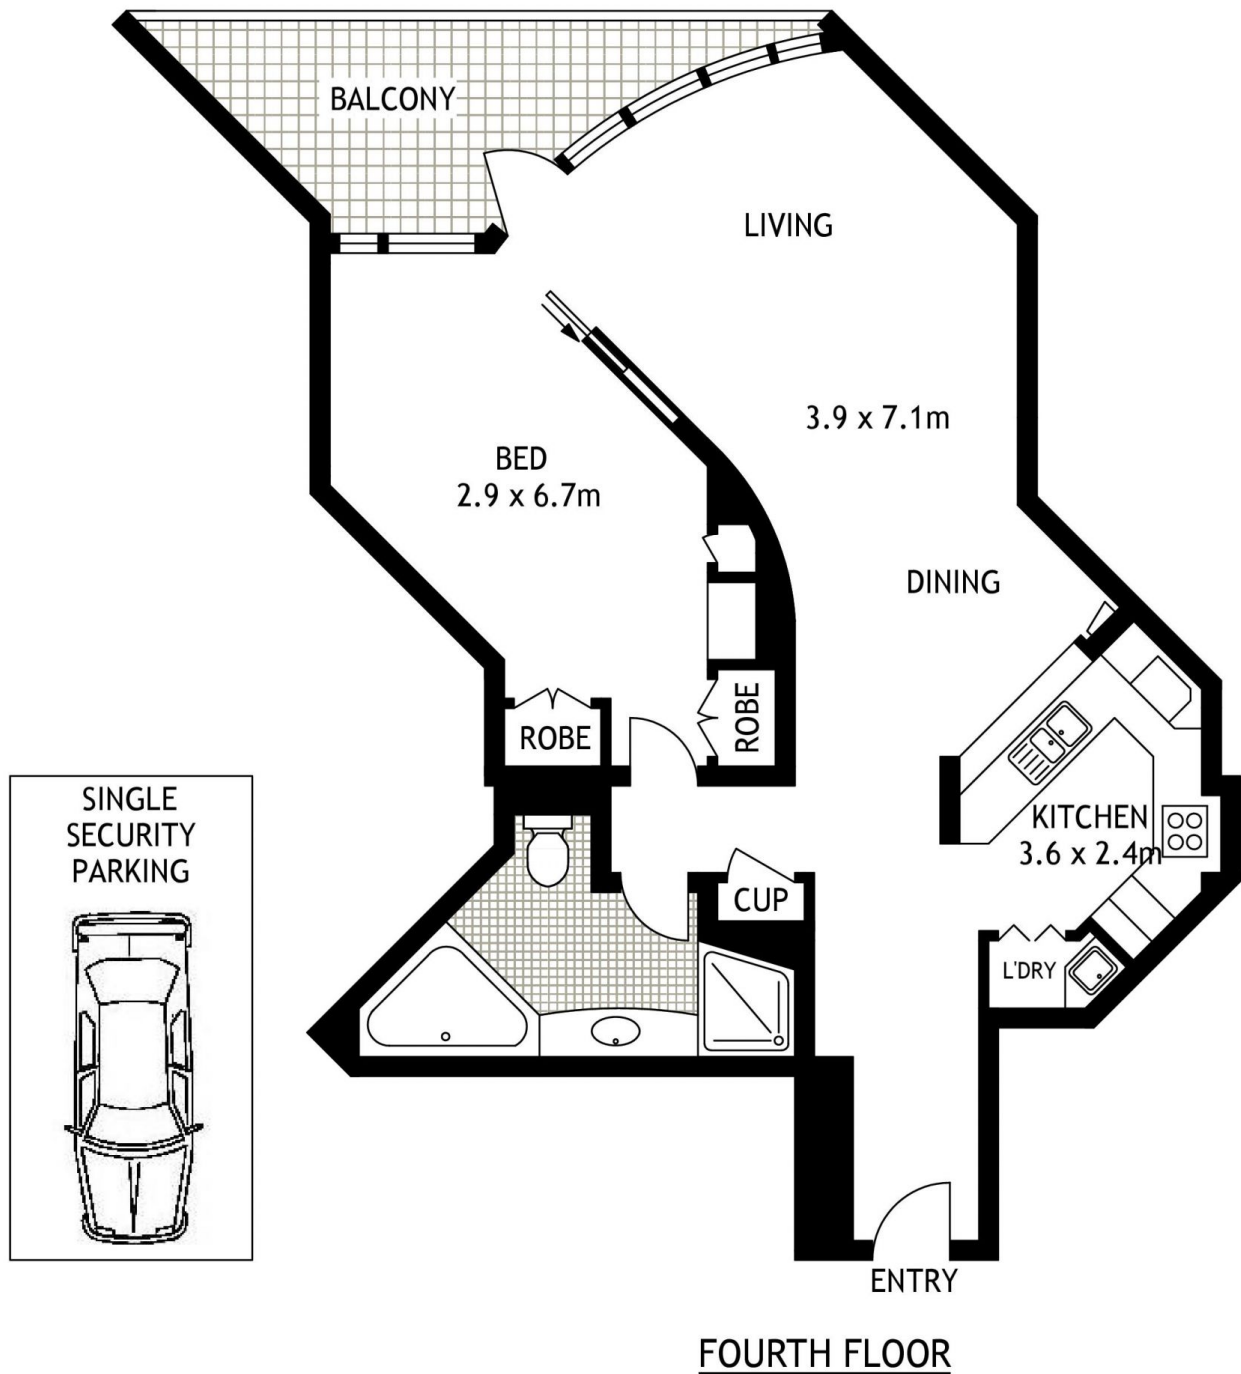 BALCONY
LIVING
3.9 x 7.1m
BED
2.9 x 6.7m
DINING
ROBE
ROBE
SINGLE
SECURITY
PARKING
KITCHEN
3.6 x 2.4m
CUP
L'DRY
ENTRY
FOURTH FLOOR